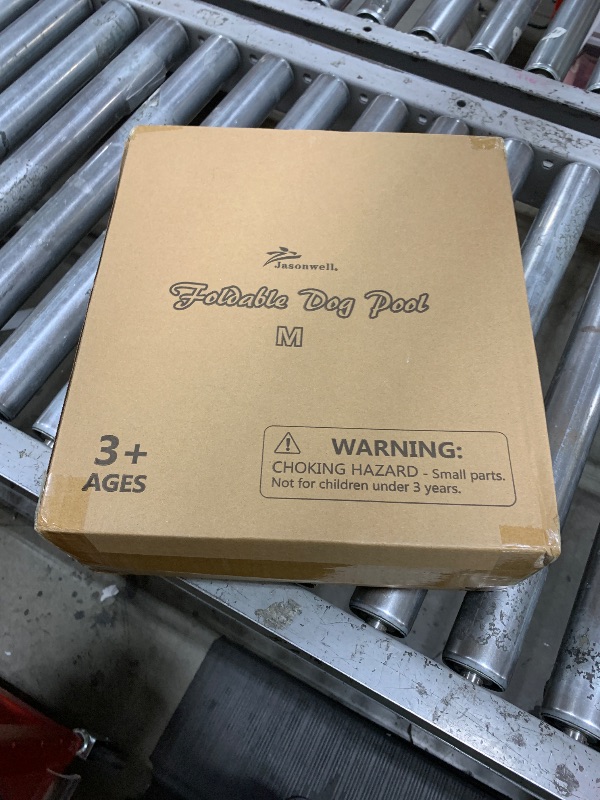 Jasonwell.
Foldable Dog Pool
M
3+
AGES
WARNING:
CHOKING HAZARD - Small parts.
Not for children under 3 years.